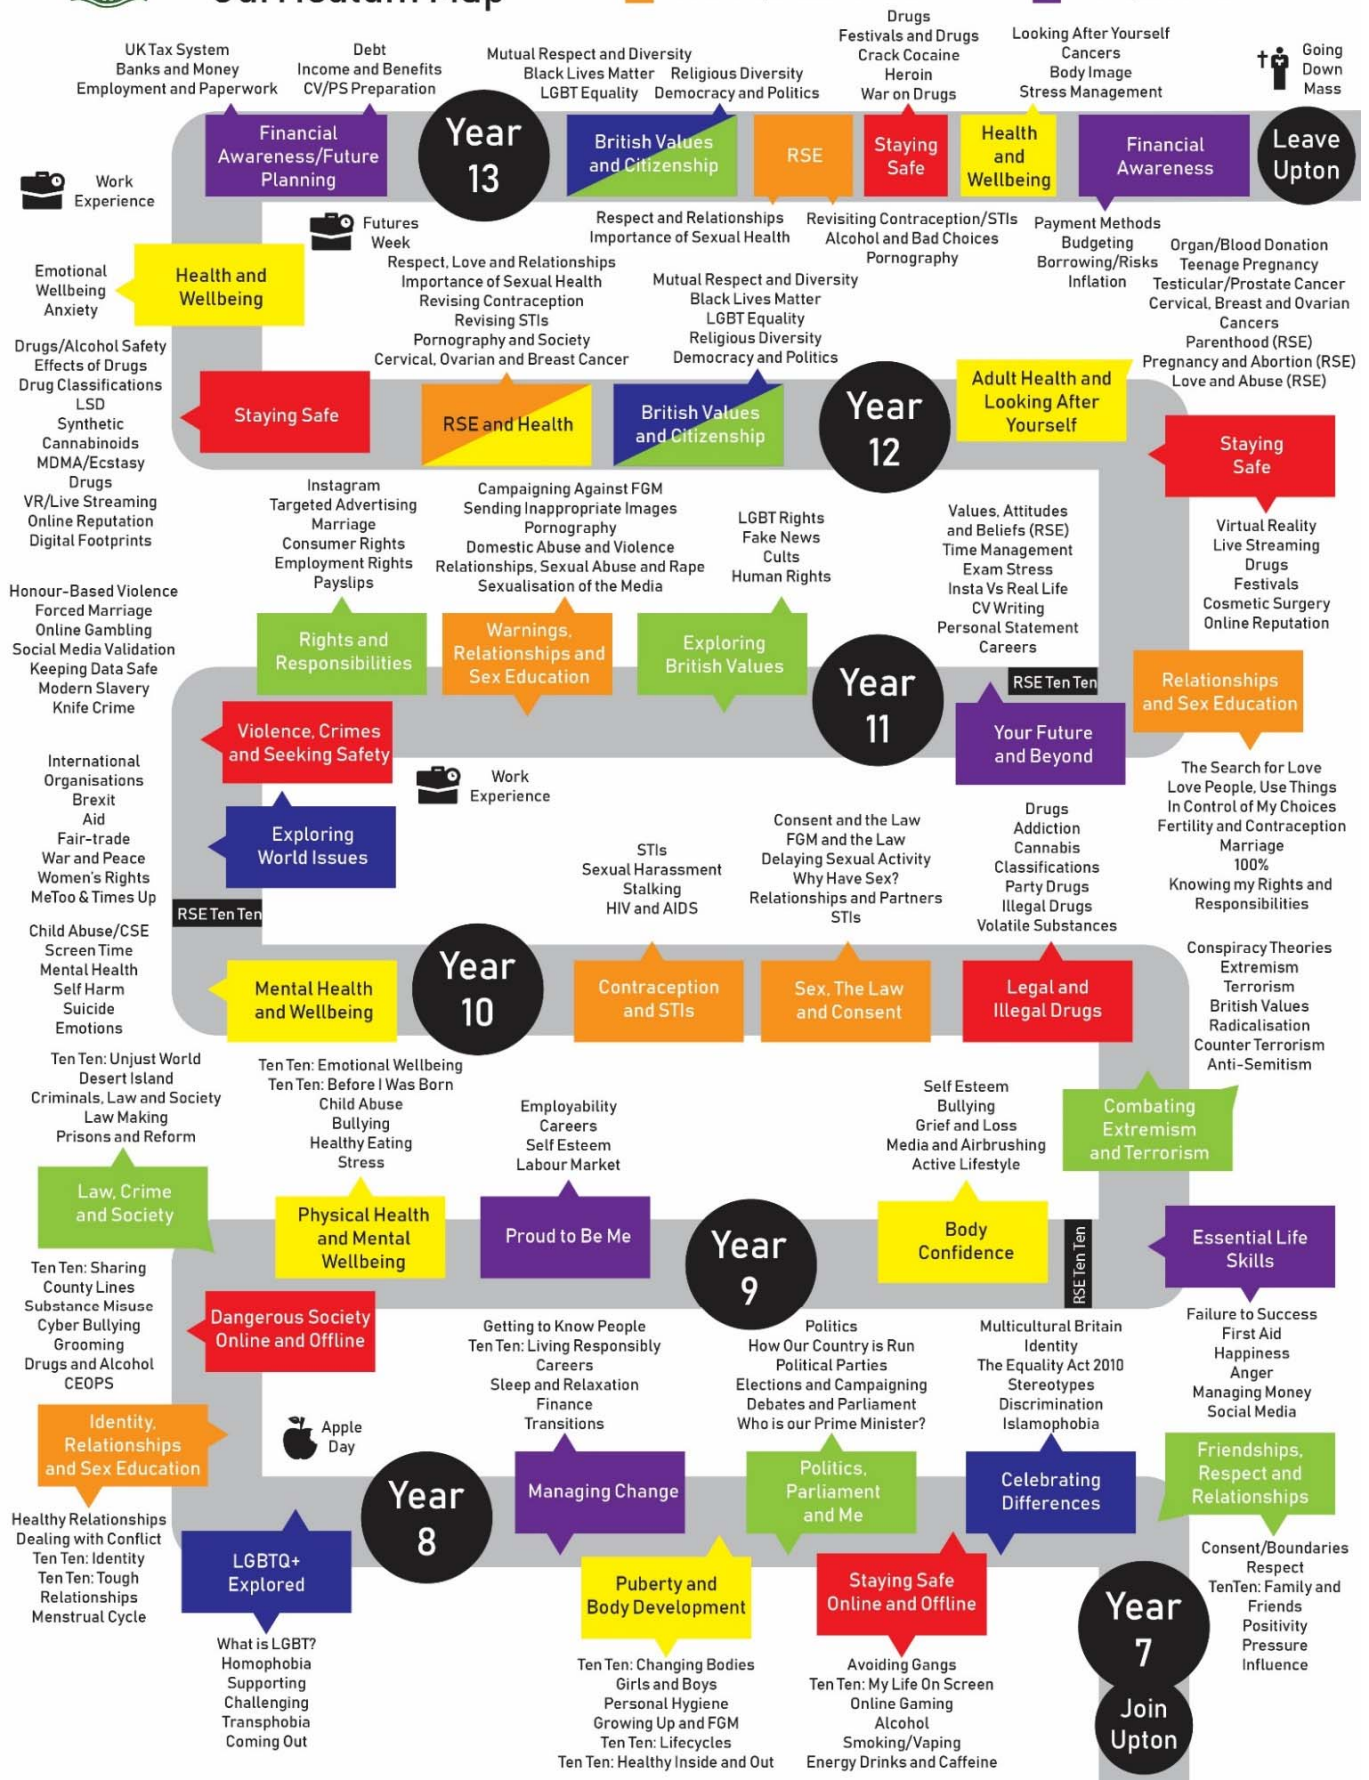 Curriculum Map
UK Tax System
Banks and Money
Employment and Paperwork
Debt
Income and Benefits
CV/PS Preparation
Mutual Respect and Diversity
Black Lives Matter
LGBT Equality
Religious Diversity
Democracy and Politics
Drugs
Festivals and Drugs
Crack Cocaine
Heroin
War on Drugs
Looking After Yourself
Cancers
Body Image
Stress Management
Going
Down
Mass
Financial
Awareness/Future
Planning
Year
13
British Values
and Citizenship
RSE
Staying
Safe
Health
and
Wellbeing
Financial
Awareness
Leave
Upton
Work
Experience
Futures
Week
Respect and Relationships
Importance of Sexual Health
Revisiting Contraception/STIs
Alcohol and Bad Choices
Pornography
Payment Methods
Budgeting
Borrowing/Risks
Inflation
Organ/Blood Donation
Teenage Pregnancy
Testicular/Prostate Cancer
Cervical, Breast and Ovarian
Cancers
Parenthood (RSE)
Pregnancy and Abortion (RSE)
Love and Abuse (RSE)
Emotional
Wellbeing
Anxiety
Health and
Wellbeing
Respect, Love and Relationships
Importance of Sexual Health
Revising Contraception
Revising STIs
Pornography and Society
Cervical, Ovarian and Breast Cancer
Mutual Respect and Diversity
Black Lives Matter
LGBT Equality
Religious Diversity
Democracy and Politics
Drugs/Alcohol Safety
Effects of Drugs
Drug Classifications
LSD
Synthetic
Cannabinoids
MDMA/Ecstasy
Drugs
VR/Live Streaming
Online Reputation
Digital Footprints
Staying Safe
RSE and Health
British Values
and Citizenship
Year
12
Adult Health and
Looking After
Yourself
Staying
Safe
Virtual Reality
Live Streaming
Drugs
Festivals
Cosmetic Surgery
Online Reputation
Instagram
Targeted Advertising
Marriage
Consumer Rights
Employment Rights
Payslips
Campaigning Against FGM
Sending Inappropriate Images
Pornography
Domestic Abuse and Violence
Relationships, Sexual Abuse and Rape
Sexualisation of the Media
LGBT Rights
Fake News
Cults
Human Rights
Values, Attitudes
and Beliefs (RSE)
Time Management
Exam Stress
Insta Vs Real Life
CV Writing
Personal Statement
Careers
Honour-Based Violence
Forced Marriage
Online Gambling
Social Media Validation
Keeping Data Safe
Modern Slavery
Knife Crime
Rights and
Responsibilities
Warnings,
Relationships and
Sex Education
Exploring
British Values
Year
11
RSE Ten Ten
Your Future
and Beyond
Relationships
and Sex Education
The Search for Love
Love People, Use Things
In Control of My Choices
Fertility and Contraception
Marriage
100%
Knowing my Rights and
Responsibilities
Violence, Crimes
and Seeking Safety
Work
Experience
International
Organisations
Brexit
Aid
Fair-trade
War and Peace
Women's Rights
MeToo & Times Up
Exploring
World Issues
RSE Ten Ten
STIs
Sexual Harassment
Stalking
HIV and AIDS
Consent and the Law
FGM and the Law
Delaying Sexual Activity
Why Have Sex?
Relationships and Partners
STIs
Drugs
Addiction
Cannabis
Classifications
Party Drugs
Illegal Drugs
Volatile Substances
Child Abuse/CSE
Screen Time
Mental Health
Self Harm
Suicide
Emotions
Mental Health
and Wellbeing
Year
10
Contraception
and STIs
Sex, The Law
and Consent
Legal and
Illegal Drugs
Conspiracy Theories
Extremism
Terrorism
British Values
Radicalisation
Counter Terrorism
Anti-Semitism
Combating
Extremism
and Terrorism
Ten Ten: Unjust World
Desert Island
Criminals, Law and Society
Law Making
Prisons and Reform
Ten Ten: Emotional Wellbeing
Ten Ten: Before I Was Born
Child Abuse
Bullying
Healthy Eating
Stress
Employability
Careers
Self Esteem
Labour Market
Self Esteem
Bullying
Grief and Loss
Media and Airbrushing
Active Lifestyle
Law, Crime
and Society
Physical Health
and Mental
Wellbeing
Proud to Be Me
Year
9
Body
Confidence
RSE Ten Ten
Essential Life
Skills
Failure to Success
First Aid
Happiness
Anger
Managing Money
Social Media
Ten Ten: Sharing
County Lines
Substance Misuse
Cyber Bullying
Grooming
Drugs and Alcohol
CEOPS
Dangerous Society
Online and Offline
Getting to Know People
Ten Ten: Living Responsibly
Careers
Sleep and Relaxation
Finance
Transitions
Politics
How Our Country is Run
Political Parties
Elections and Campaigning
Debates and Parliament
Who is our Prime Minister?
Multicultural Britain
Identity
The Equality Act 2010
Stereotypes
Discrimination
Islamophobia
Identity,
Relationships
and Sex Education
Apple
Day
Year
8
Managing Change
Politics,
Parliament
and Me
Celebrating
Differences
Friendships,
Respect and
Relationships
Healthy Relationships
Dealing with Conflict
Ten Ten: Identity
Ten Ten: Tough
Relationships
Menstrual Cycle
LGBTQ+
Explored
Puberty and
Body Development
Staying Safe
Online and Offline
Year
7
Consent/Boundaries
Respect
TenTen: Family and
Friends
Positivity
Pressure
Influence
What is LGBT?
Homophobia
Supporting
Challenging
Transphobia
Coming Out
Ten Ten: Changing Bodies
Girls and Boys
Personal Hygiene
Growing Up and FGM
Ten Ten: Lifecycles
Ten Ten: Healthy Inside and Out
Avoiding Gangs
Ten Ten: My Life On Screen
Online Gaming
Alcohol
Smoking/Vaping
Energy Drinks and Caffeine
Join
Upton